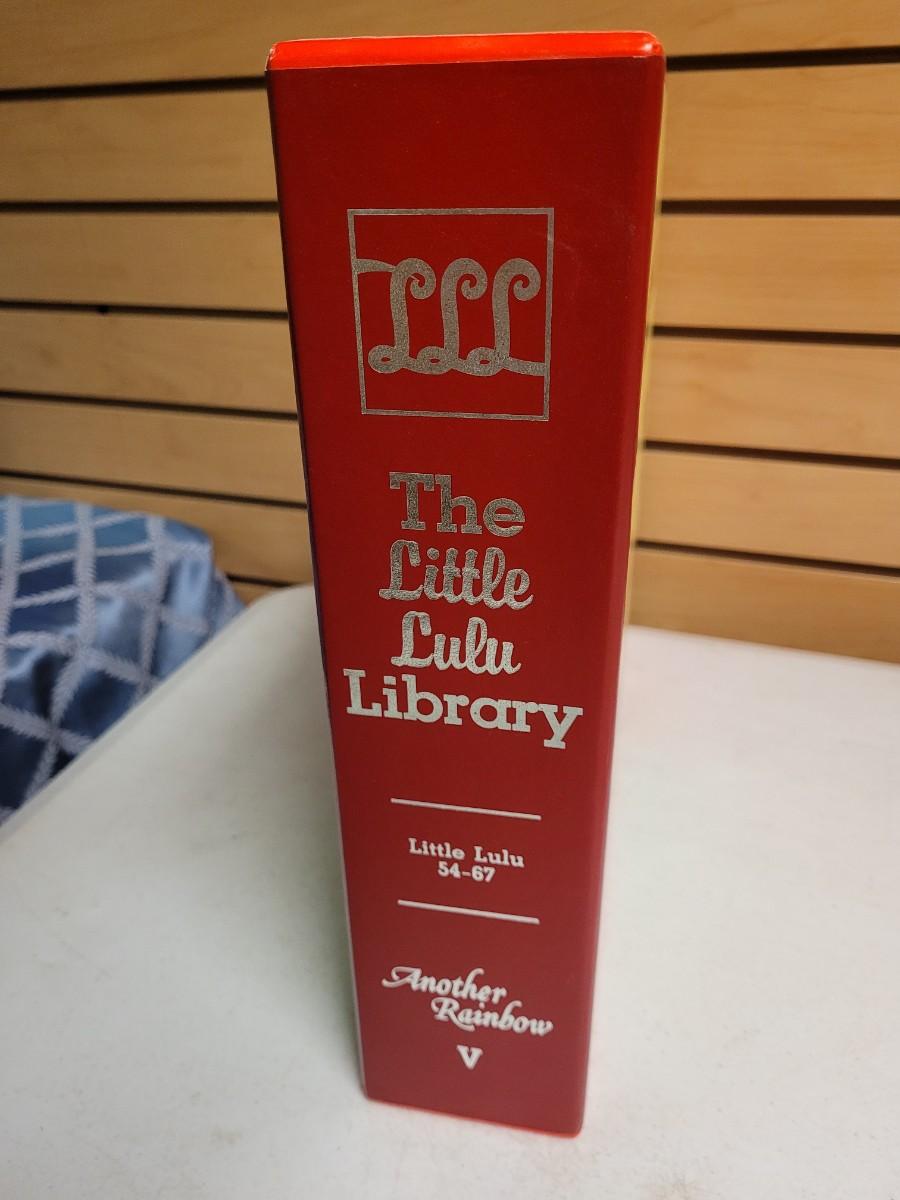 LLL
The
Little
Lulu
Library
Little Lulu
54-67
Another
Rainbow
V